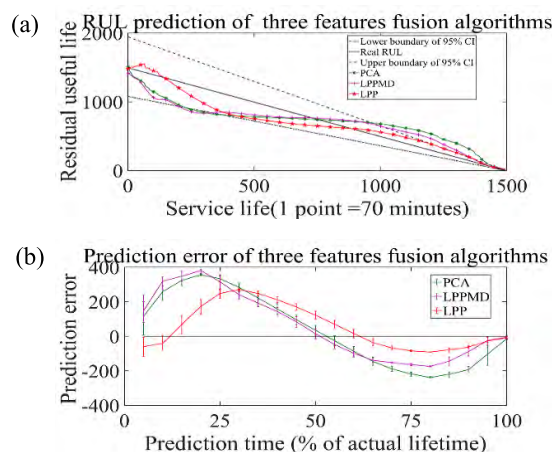 (a)
RUL prediction of three features fusion algorithms
2000
1000
0
Residual useful life
Lower boundary of 95% CI
Real RUL
Upper boundary of 95% CI
PCA
LPPMD
LPP
0 500 1000 1500
Service life(1 point =70 minutes)
(b)
Prediction error of three features fusion algorithms
400
200
0
-200
-400
Prediction error
PCA
LPPMD
LPP
0 25 50 75 100
Prediction time (% of actual lifetime)